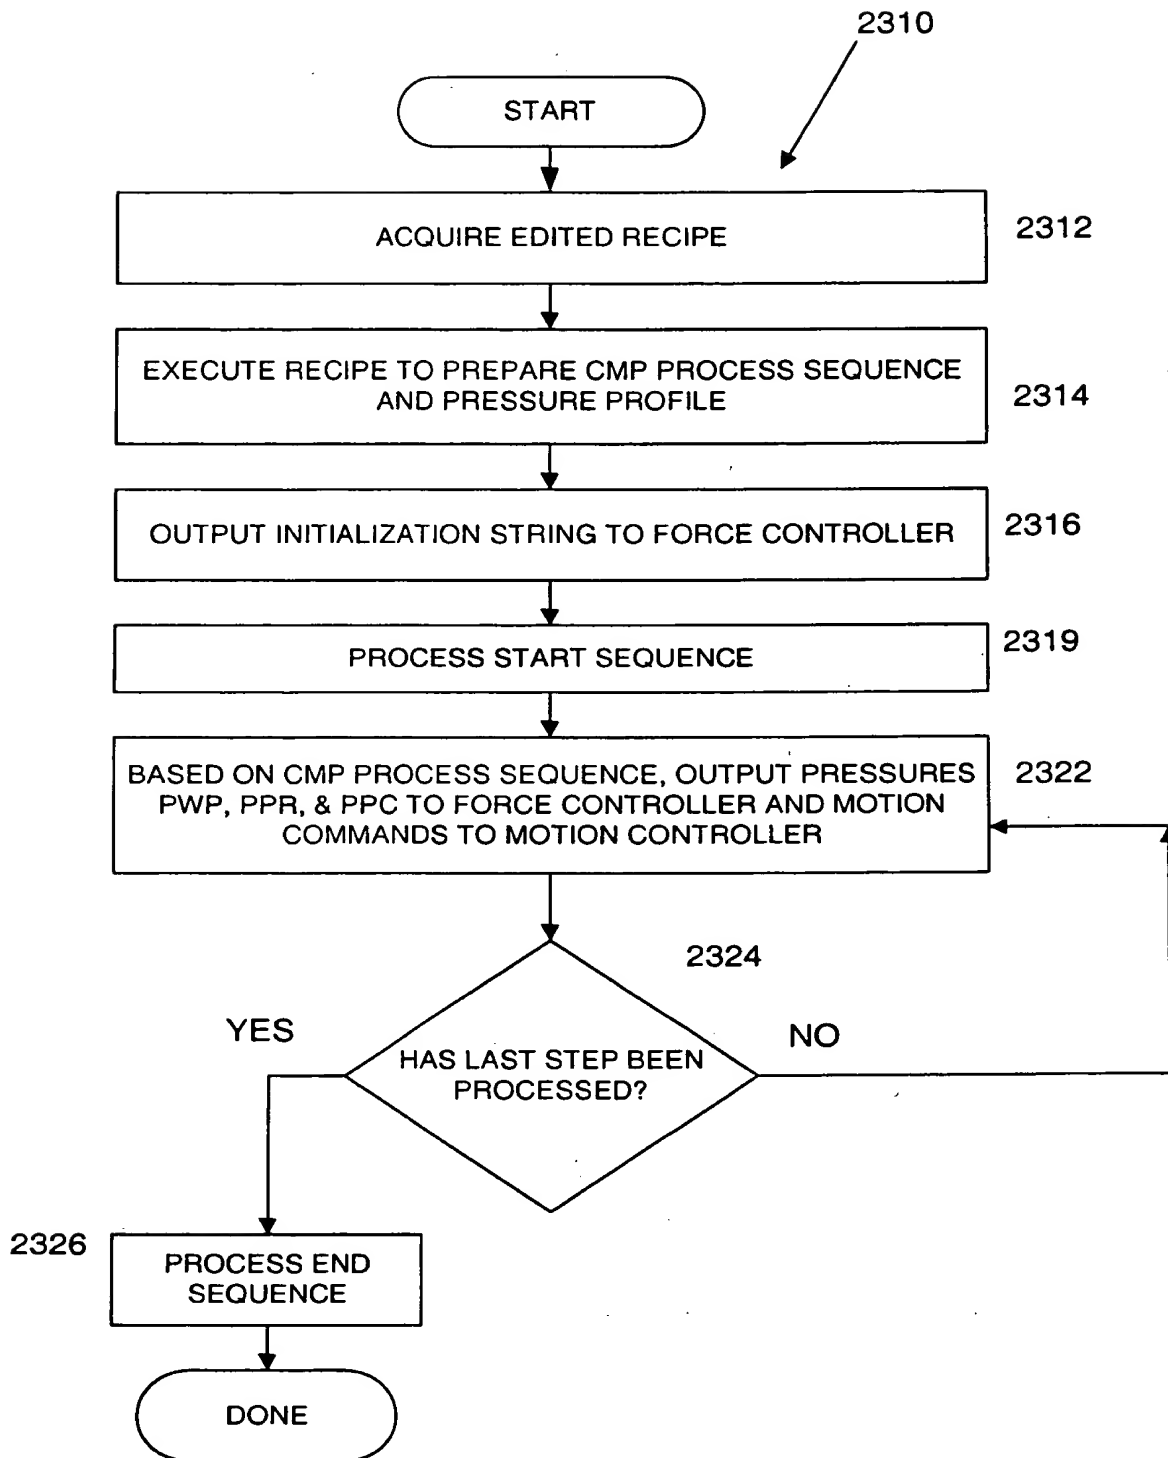 2310
START
ACQUIRE EDITED RECIPE
2312
EXECUTE RECIPE TO PREPARE CMP PROCESS SEQUENCE
AND PRESSURE PROFILE
2314
OUTPUT INITIALIZATION STRING TO FORCE CONTROLLER
2316
PROCESS START SEQUENCE
2319
BASED ON CMP PROCESS SEQUENCE, OUTPUT PRESSURES
PWP, PPR, & PPC TO FORCE CONTROLLER AND MOTION
COMMANDS TO MOTION CONTROLLER
2322
2324
YES
NO
HAS LAST STEP BEEN
PROCESSED?
2326
PROCESS END
SEQUENCE
DONE